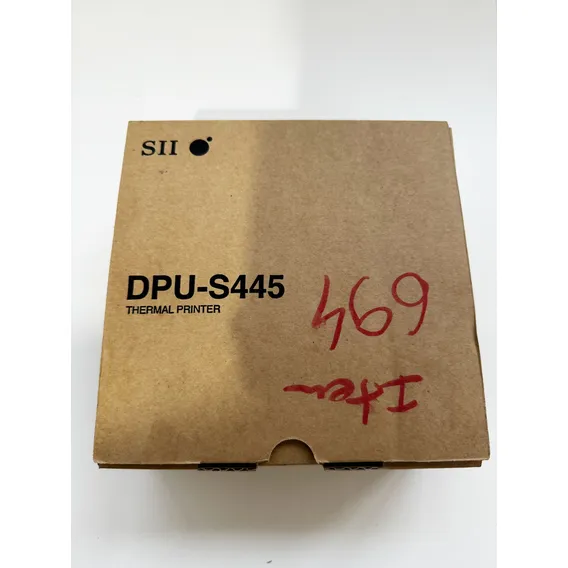 SII
DPU-S445
THERMAL PRINTER
Item
694